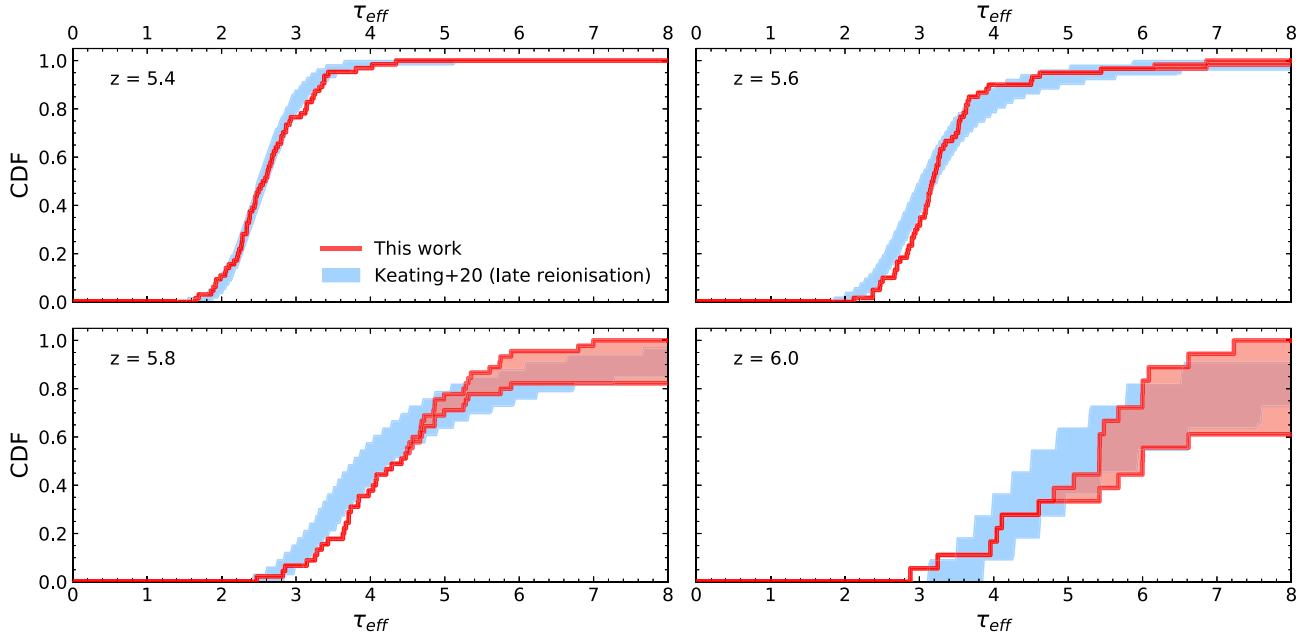 τeff τeff
0 1 2 3 4 5 6 7 8 0 1 2 3 4 5 6 7 8
1.0
0.8
0.6
0.4
0.2
0.0
CDF
z = 5.4
This work
Keating+20 (late reionisation)
z = 5.6
1.0
0.8
0.6
0.4
0.2
0.0
CDF
z = 5.8
z = 6.0
0 1 2 3 4 5 6 7 8 0 1 2 3 4 5 6 7 8
τeff τeff